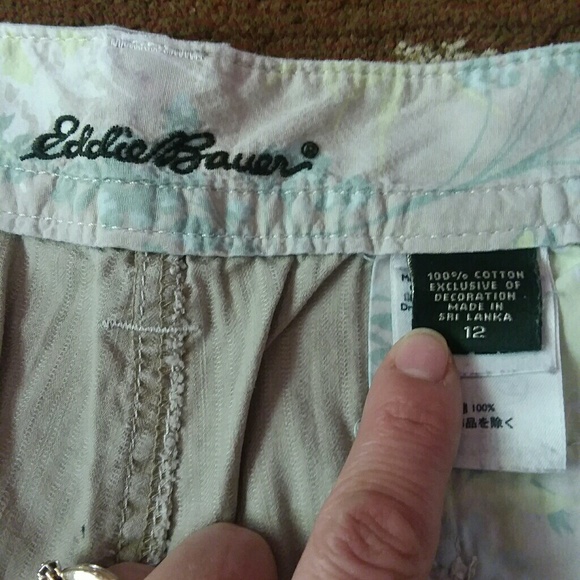 Eddie Bauer®
100% COTTON
EXCLUSIVE OF
DECORATION
MADE IN
SRI LANKA
12
100%
品を除く